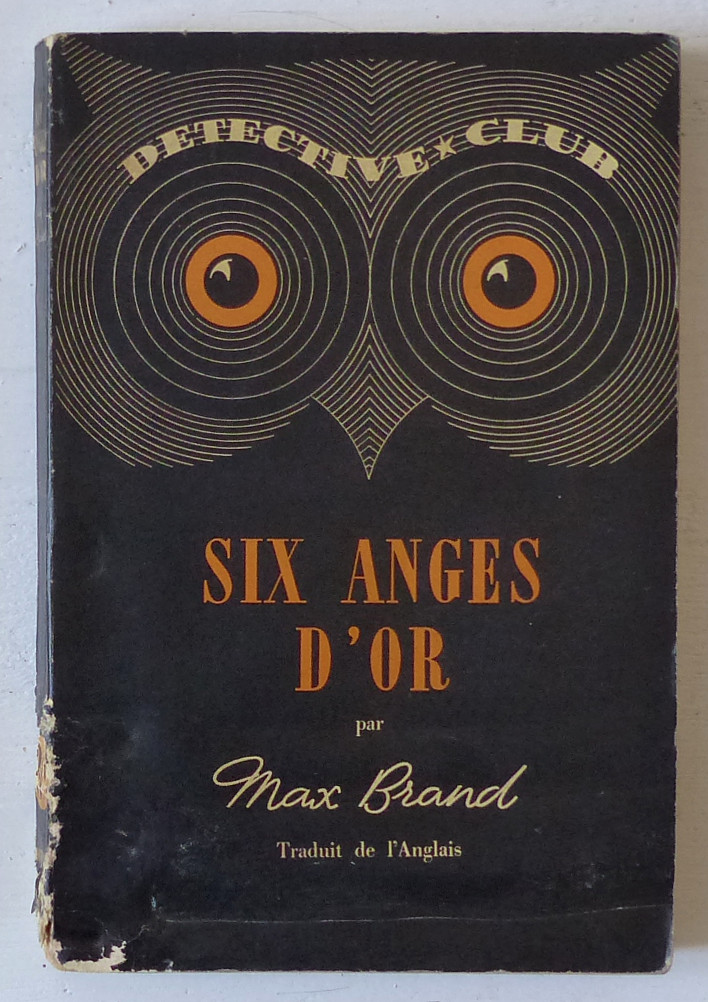 DETECTIVE★CLUB
SIX ANGES
D'OR
par
Max Brand
Traduit de l'Anglais